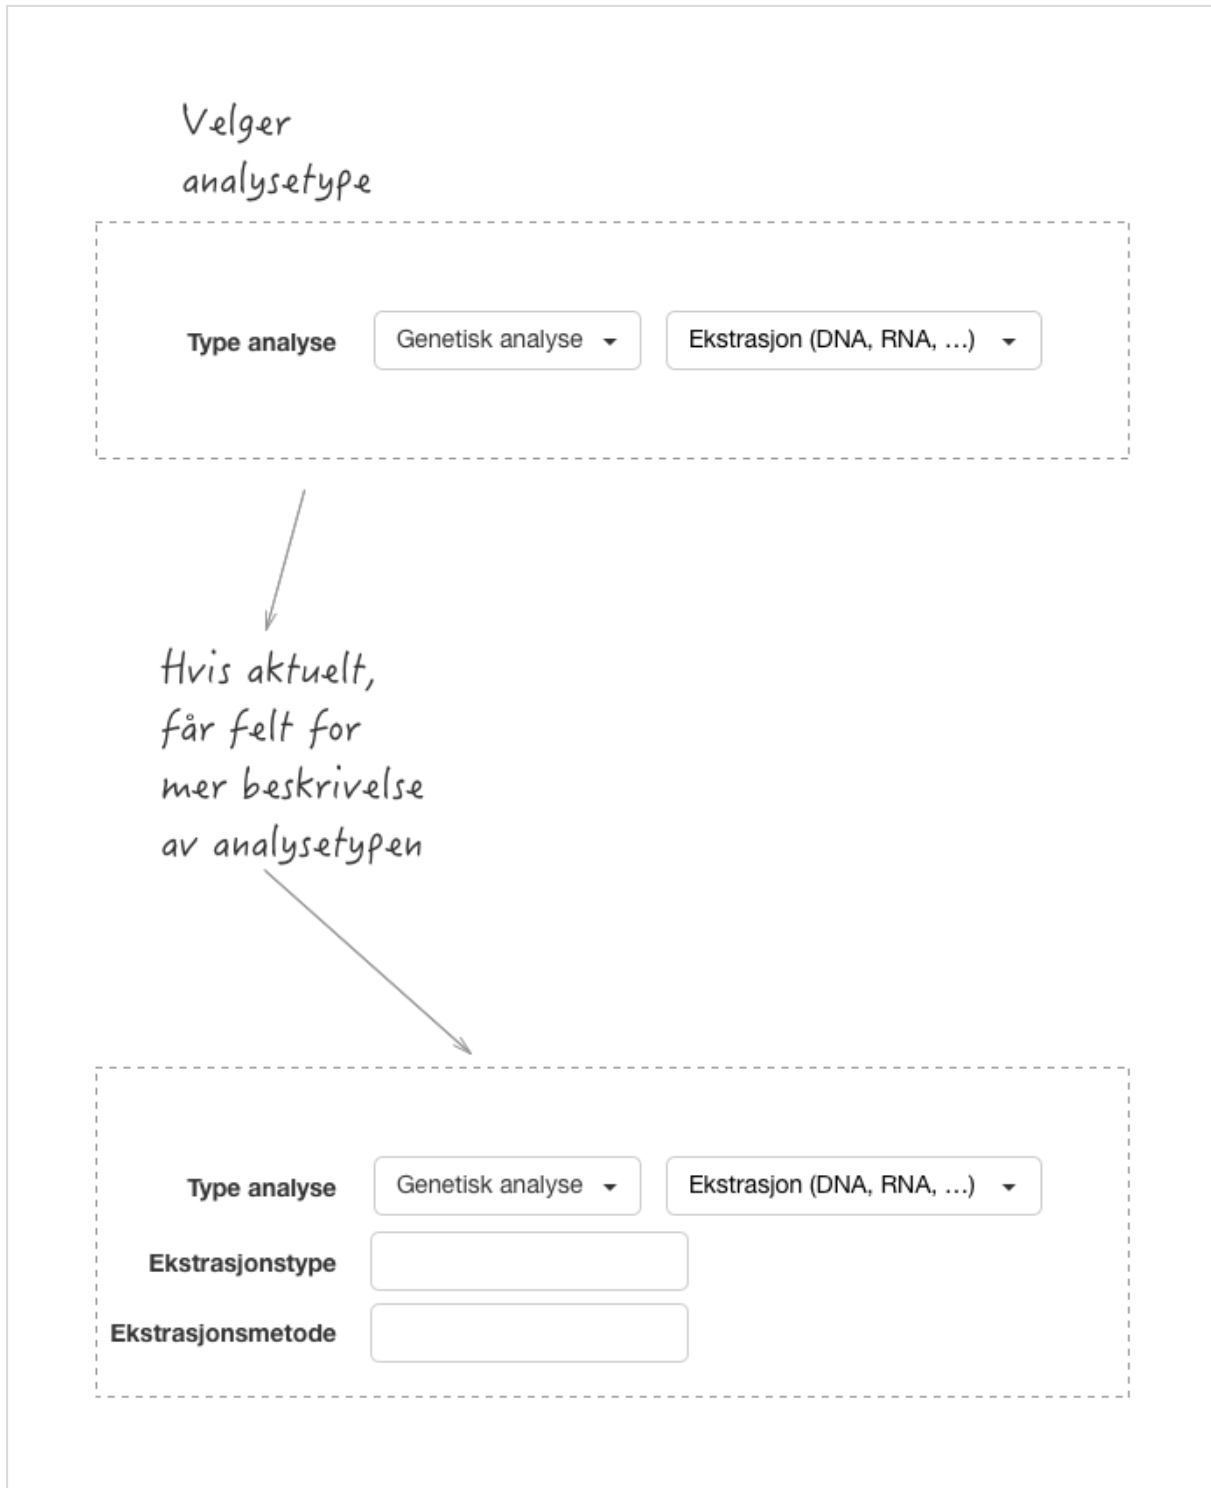 Velger
analysetype
Type analyse Genetisk analyse Ekstrasjon (DNA, RNA, ...)
Hvis aktuelt,
får felt for
mer beskrivelse
av analysetypen
Type analyse Genetisk analyse Ekstrasjon (DNA, RNA, ...)
Ekstrasjonstype
Ekstrasjonsmetode